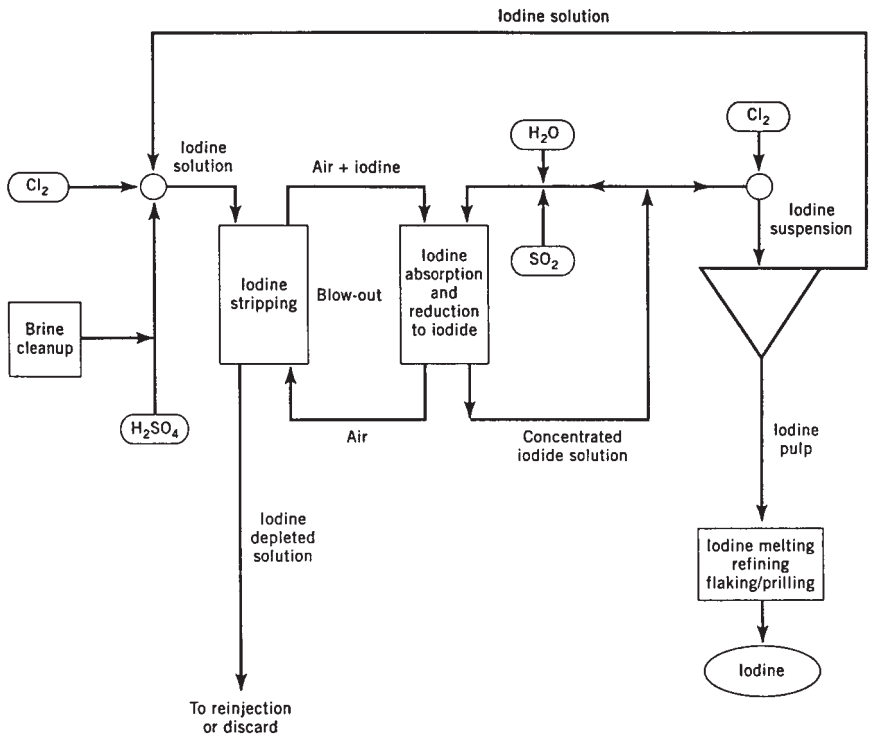 Iodine solution
Cl₂
H₂O
Iodine
solution
Air + iodine
Cl₂
Iodine
suspension
Iodine
stripping
Blow-out
Iodine
absorption
and
reduction
to iodide
SO₂
Brine
cleanup
H₂SO₄
Air
Concentrated
iodide solution
Iodine
pulp
Iodine
depleted
solution
Iodine melting
refining
flaking/prilling
Iodine
To reinjection
or discard